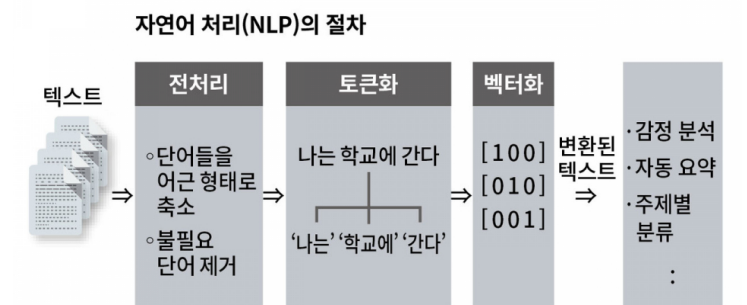 자연어 처리(NLP)의 절차
텍스트
전처리
◦단어들을
어근 형태로
축소
◦불필요
단어 제거
토큰화
나는 학교에 간다
‘나는’ ‘학교에’ ‘간다’
벡터화
[100]
[010]
[001]
변환된
텍스트
·감정 분석
·자동 요약
·주제별
분류
: